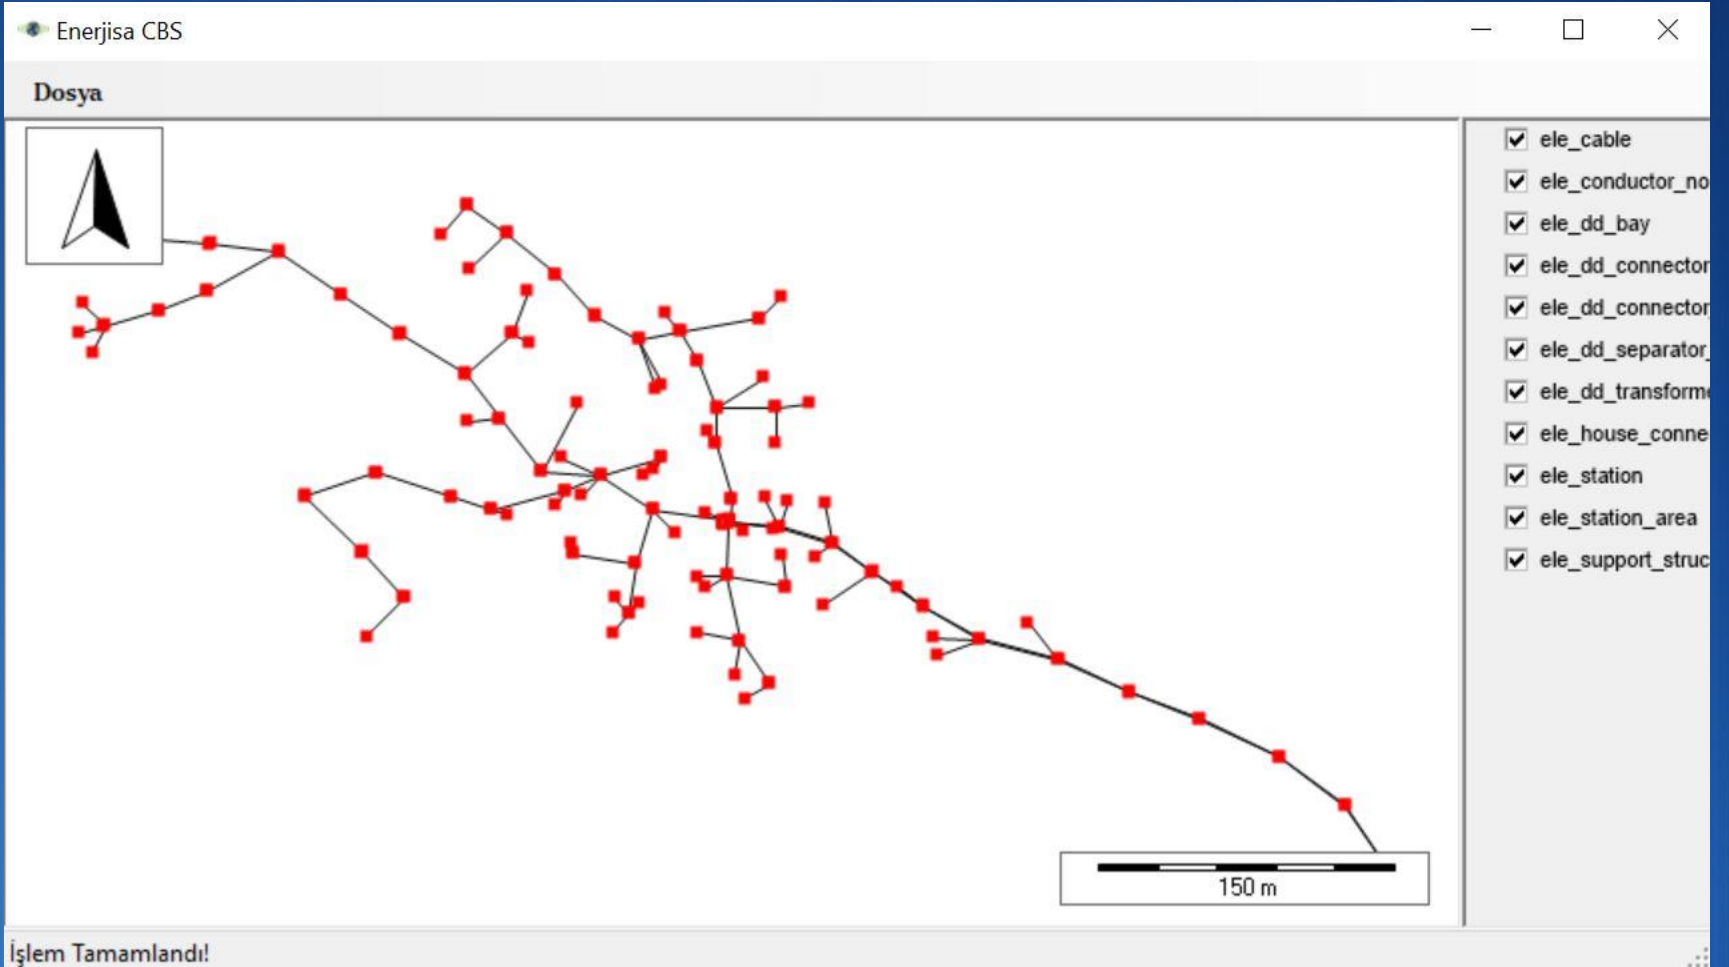 Enerjisa CBS
Dosya
ele_cable
ele_conductor_no
ele_dd_bay
ele_dd_connector
ele_dd_connector
ele_dd_separator_
ele_dd_transform
ele_house_conne
ele_station
ele_station_area
ele_support_struc
150 m
İşlem Tamamlandı!